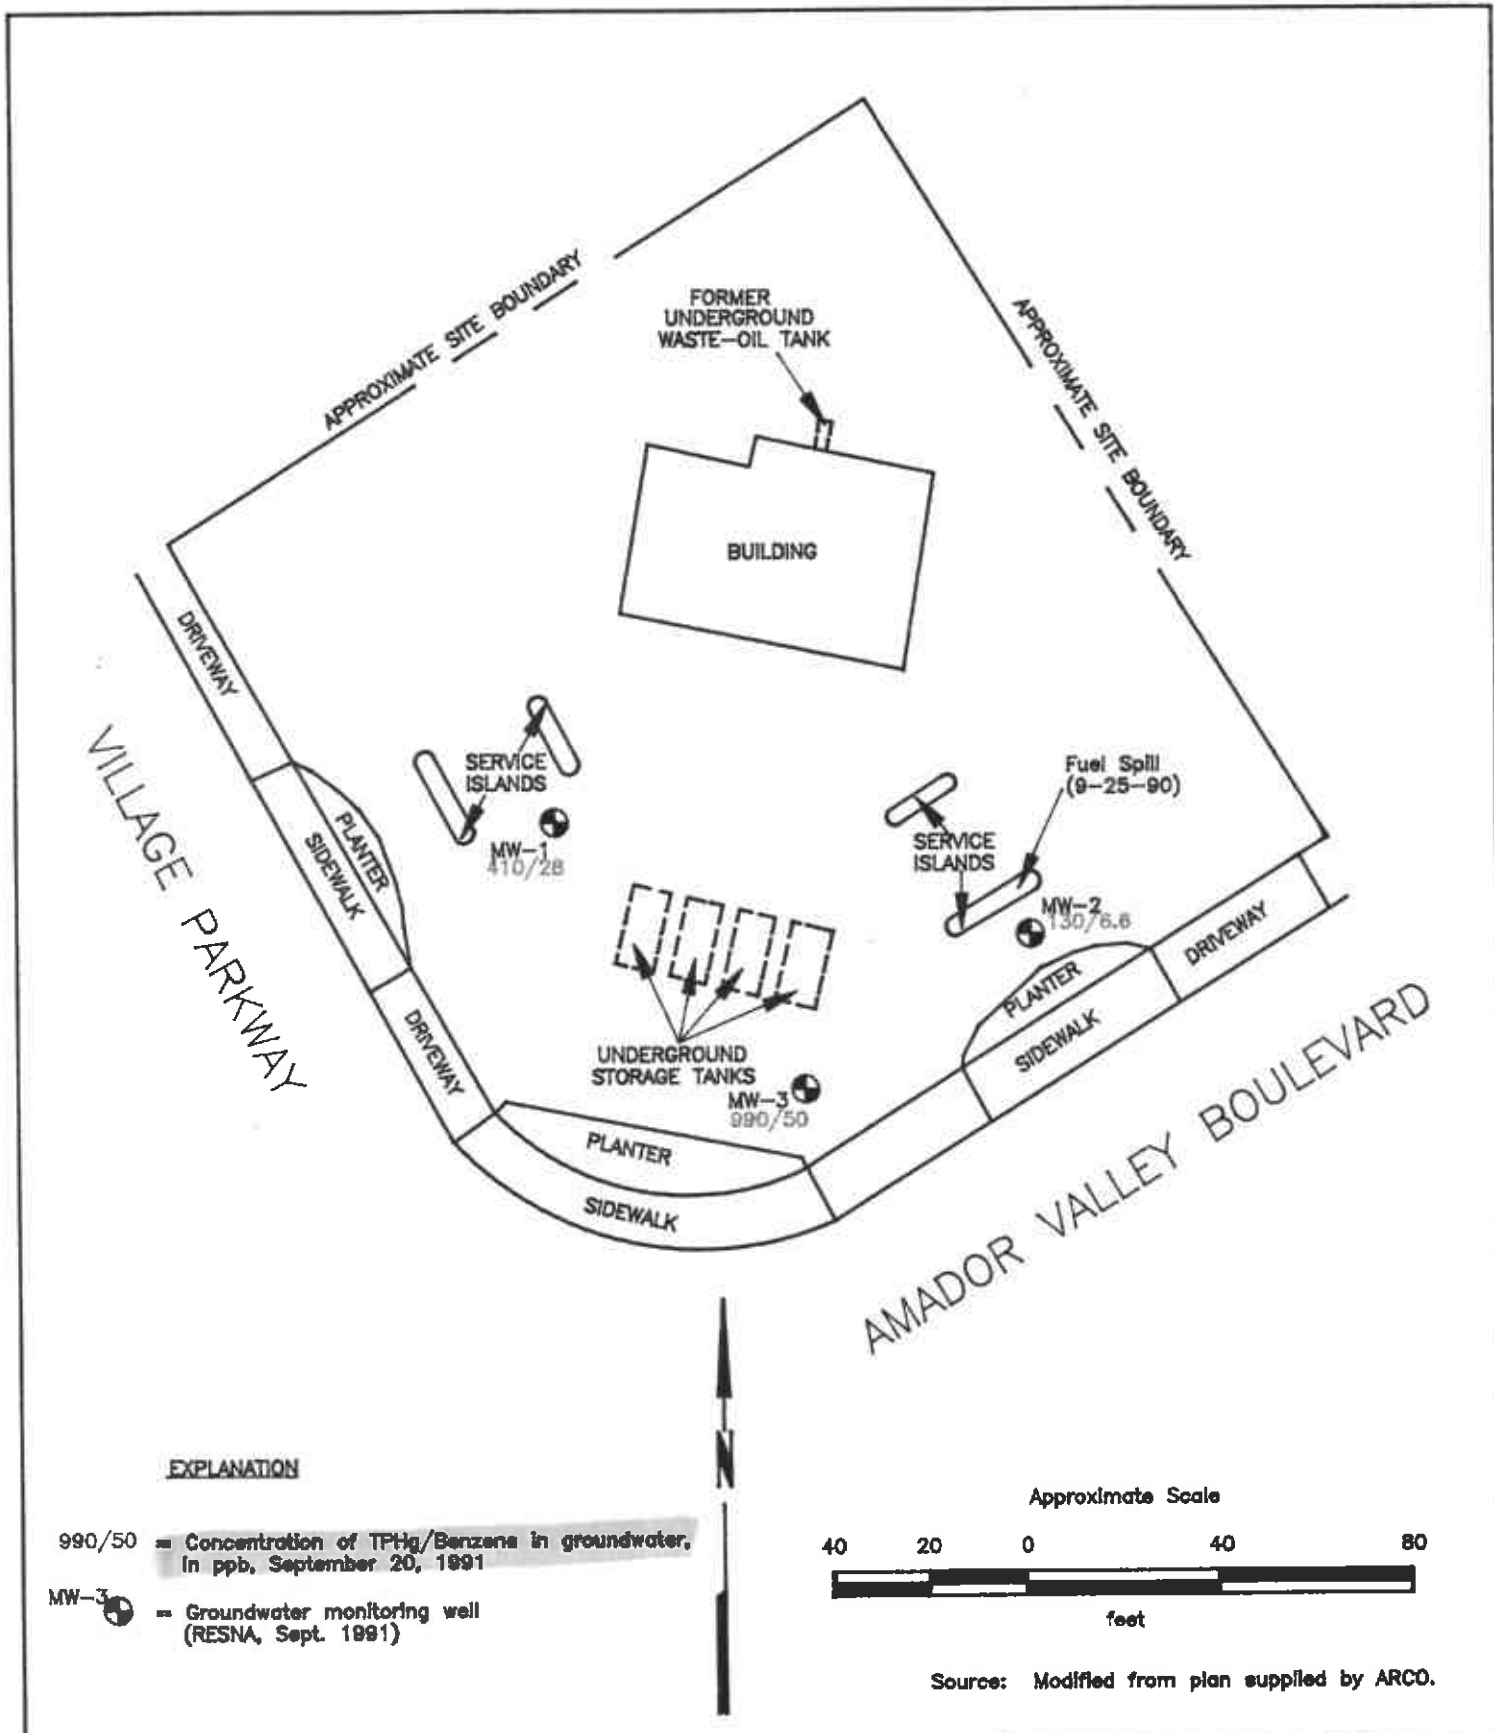 FORMER
UNDERGROUND
WASTE-OIL TANK
APPROXIMATE SITE BOUNDARY
APPROXIMATE SITE BOUNDARY
BUILDING
DRIVEWAY
VILLAGE PARKWAY
SERVICE
ISLANDS
Fuel Spill
(9-25-90)
PLANTER
SIDEWALK
MW-1
410/28
SERVICE
ISLANDS
MW-2
130/6.6
DRIVEWAY
PLANTER
SIDEWALK
DRIVEWAY
UNDERGROUND
STORAGE TANKS
MW-3
990/50
PLANTER
SIDEWALK
AMADOR VALLEY BOULEVARD
N
EXPLANATION
990/50 = Concentration of TPHg/Benzene in groundwater,
in ppb, September 20, 1991
MW-3 = Groundwater monitoring well
(RESNA, Sept. 1991)
Approximate Scale
40 20 0 40 80
feet
Source: Modified from plan supplied by ARCO.